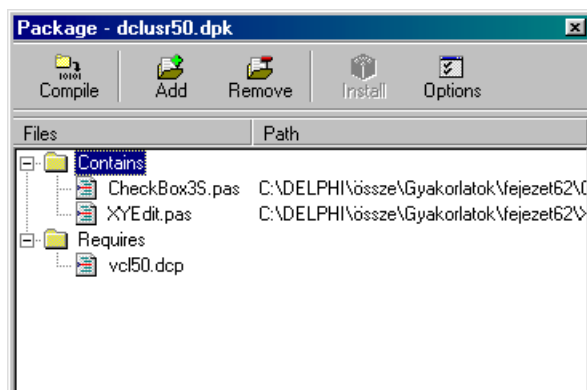 Package - dclusr50.dpk
Compile Add Remove Install Options
Files Path
Contains
CheckBox3S.pas C:\DELPHI\össze\Gyakorlatok\fejezet62\
XYEdit.pas C:\DELPHI\össze\Gyakorlatok\fejezet62\
Requires
vcl50.dcp